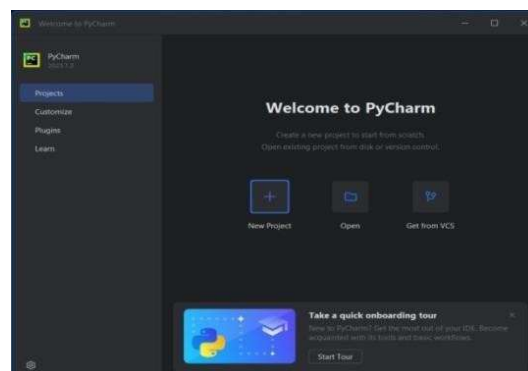 Welcome to PyCharm
PC
PyCharm
Projects
Customize
Plugins
Learn
Welcome to PyCharm
Create a new project to start from scratch.
Open existing project from disk or version control.
New Project
Open
Get from VCS
Take a quick onboarding tour
New to PyCharm? Get the most out of your IDE. Become
acquainted with its tools and basic workflows.
Start Tour